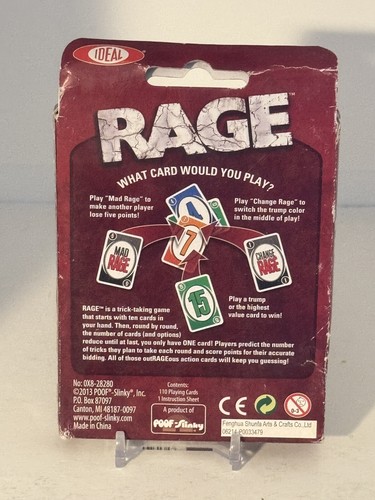 IDEAL
RAGE™
WHAT CARD WOULD YOU PLAY?
Play "Mad Rage" to
make another player
lose five points!
Play "Change Rage" to
switch the trump color
in the middle of play!
4
7
MAD
RAGE
CHANGE
RAGE
15
Play a trump
or the highest
value card to win!
RAGE™ is a trick-taking game
that starts with ten cards in
your hand. Then, round by round,
the number of cards (and options)
reduce until at last, you only have ONE card! Players predict the number
of tricks they plan to take each round and score points for their accurate
bidding. All of those outRAGEous action cards will keep you guessing!
No: 0X8-28280
©2013 POOF®-Slinky®, Inc.
P.O. Box 87097
Canton, MI 48187-0097
www.poof-slinky.com
Made in China
Contents:
110 Playing Cards
1 Instruction Sheet
A product of
POOF-Slinky
CE
0-3
Fenghua Shunfa Arts & Crafts Co.,Ltd
06214 P0033479